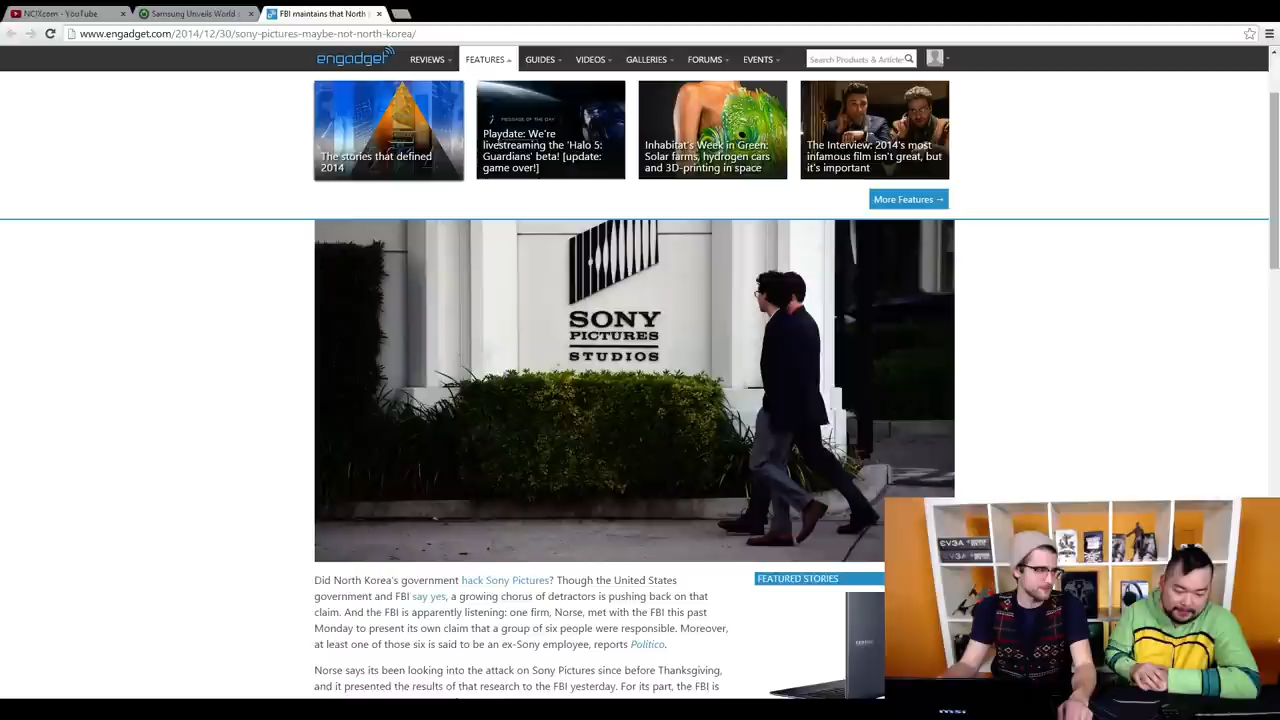 NCIXcom - YouTube
Samsung Unveils World
FBI maintains that North
www.engadget.com/2014/12/30/sony-pictures-maybe-not-north-korea/
engadget
REVIEWS
FEATURES
GUIDES
VIDEOS
GALLERIES
FORUMS
EVENTS
Search Products & Article
The stories that defined
2014
MESSAGE OF THE DAY
Playdate: We're
livestreaming the 'Halo 5:
Guardians' beta! [update:
game over!]
Inhabitat's Week in Green:
Solar farms, hydrogen cars
and 3D-printing in space
The Interview: 2014's most
infamous film isn't great, but
it's important
More Features →
SONY
PICTURES
STUDIOS
Did North Korea's government hack Sony Pictures? Though the United States
government and FBI say yes, a growing chorus of detractors is pushing back on that
claim. And the FBI is apparently listening: one firm, Norse, met with the FBI this past
Monday to present its own claim that a group of six people were responsible. Moreover,
at least one of those six is said to be an ex-Sony employee, reports Politico.
Norse says its been looking into the attack on Sony Pictures since before Thanksgiving,
and it presented the results of that research to the FBI yesterday. For its part, the FBI is
FEATURED STORIES
EVGA
msi